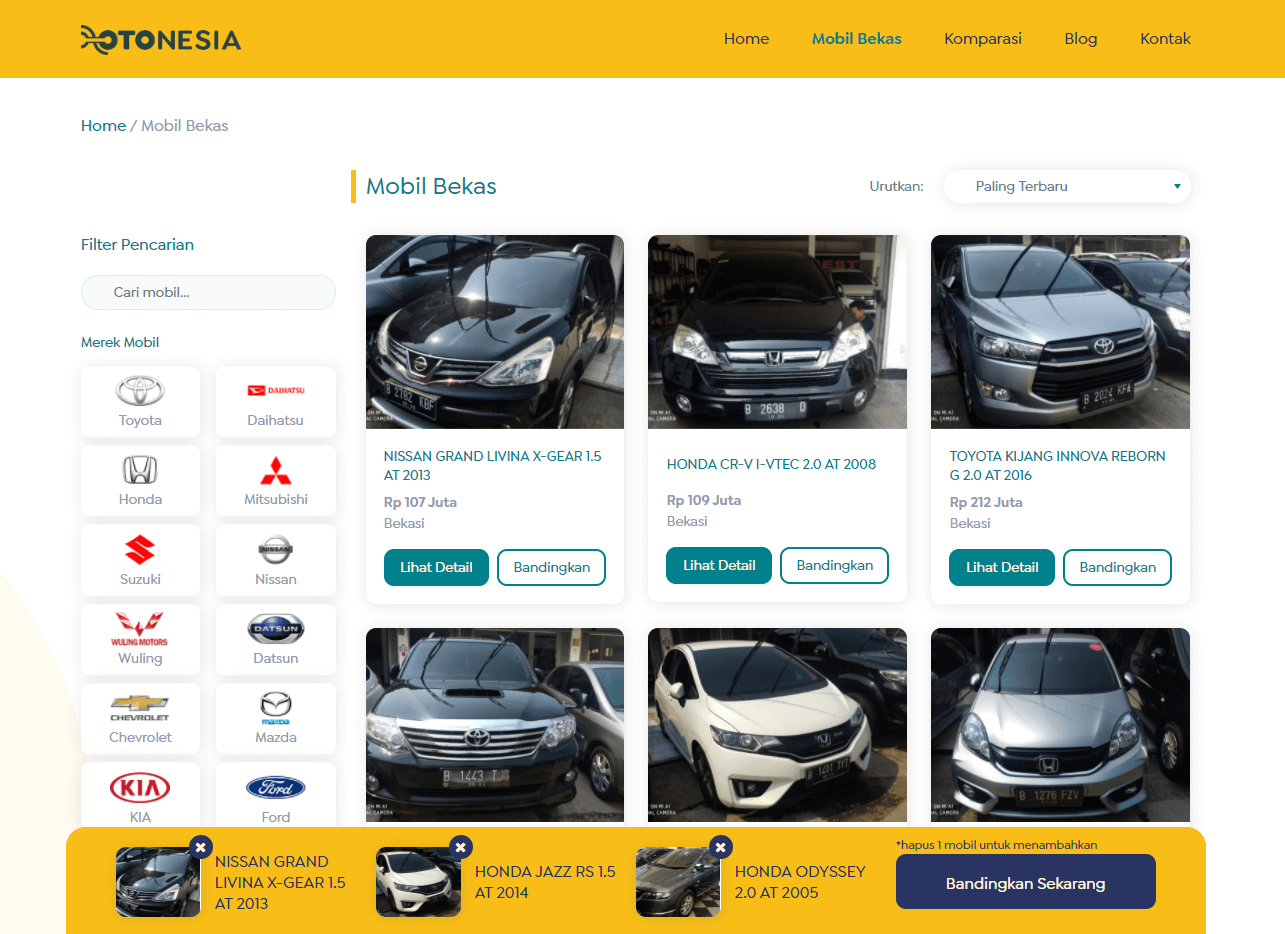 OTONESIA
Home
Mobil Bekas
Komparasi
Blog
Kontak
Home / Mobil Bekas
Mobil Bekas
Urutkan:
Paling Terbaru
Filter Pencarian
Cari mobil...
Merek Mobil
Toyota
DAIHATSU
Daihatsu
Honda
Mitsubishi
Suzuki
NISSAN
Nissan
WULING MOTORS
Wuling
DATSUN
Datsun
CHEVROLET
Chevrolet
mazda
Mazda
KIA
KIA
Ford
Ford
B 2782 KBF
NISSAN GRAND LIVINA X-GEAR 1.5
AT 2013
Rp 107 Juta
Bekasi
Lihat Detail
Bandingkan
B 2638 D
HONDA CR-V I-VTEC 2.0 AT 2008
Rp 109 Juta
Bekasi
Lihat Detail
Bandingkan
B 2024 KFA
TOYOTA KIJANG INNOVA REBORN
G 2.0 AT 2016
Rp 212 Juta
Bekasi
Lihat Detail
Bandingkan
B 1443
B 1401 TYT
B 1276 FZV
NISSAN GRAND
LIVINA X-GEAR 1.5
AT 2013
HONDA JAZZ RS 1.5
AT 2014
HONDA ODYSSEY
2.0 AT 2005
*hapus 1 mobil untuk menambahkan
Bandingkan Sekarang